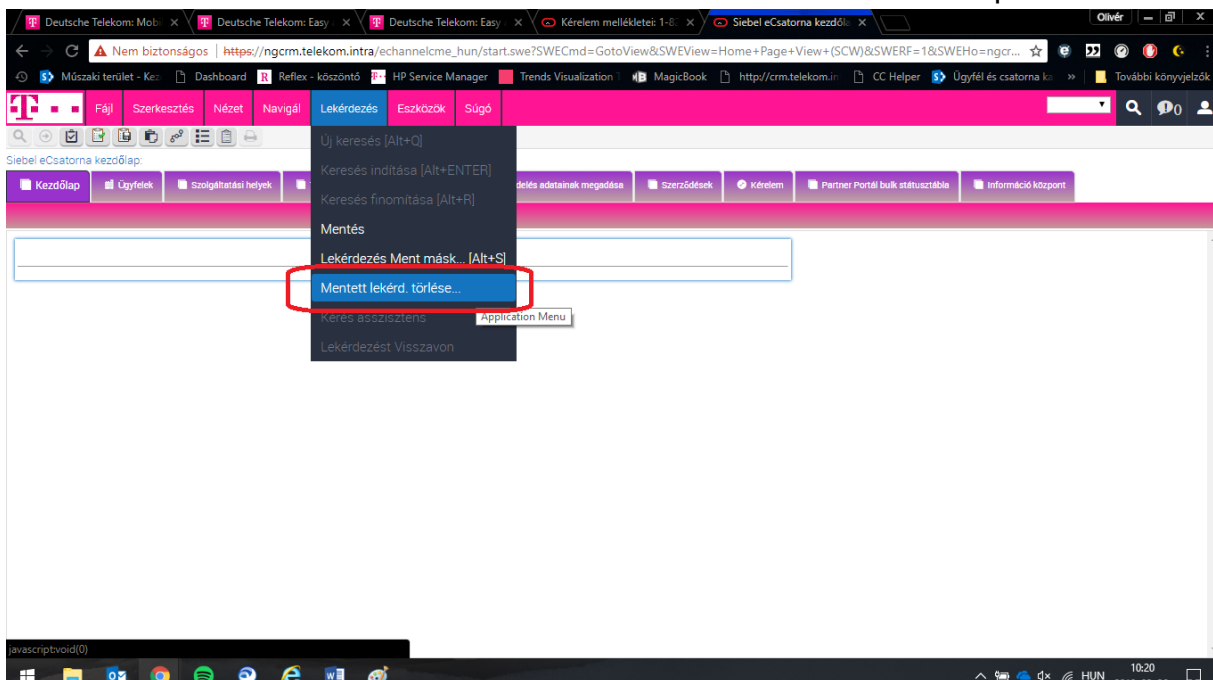 Deutsche Telekom: Mobi
Deutsche Telekom: Easy
Deutsche Telekom: Easy
Kérelem mellékletei: 1-8
Siebel eCsatorna kezdől
Olivér
Nem biztonságos | https://ngcrm.telekom.intra/echannelcme_hun/start.swe?SWECmd=GotoView&SWEView=Home+Page+View+(SCW)&SWERF=1&SWEHo=ngcr...
Műszaki terület - Kez
Dashboard
R Reflex - köszöntő
HP Service Manager
Trends Visualization
MagicBook
http://crm.telekom.in
CC Helper
Ügyfél és csatorna ka
»
További könyvjelzők
T
Fájl
Szerkesztés
Nézet
Navigál
Lekérdezés
Eszközök
Súgó
0
Siebel eCsatorna kezdőlap:
Kezdőlap
Ügyfelek
Szolgáltatási helyek
delés adatainak megadása
Szerződések
Kérelem
Partner Portál bulk státusztábla
Információ központ
Új keresés [Alt+Q]
Keresés indítása [Alt+ENTER]
Keresés finomítása [Alt+R]
Mentés
Lekérdezés Ment másk... [Alt+S]
Mentett lekérd. törlése...
Kérés asszisztens
Application Menu
Lekérdezést Visszavon
javascript:void(0)
HUN
10:20